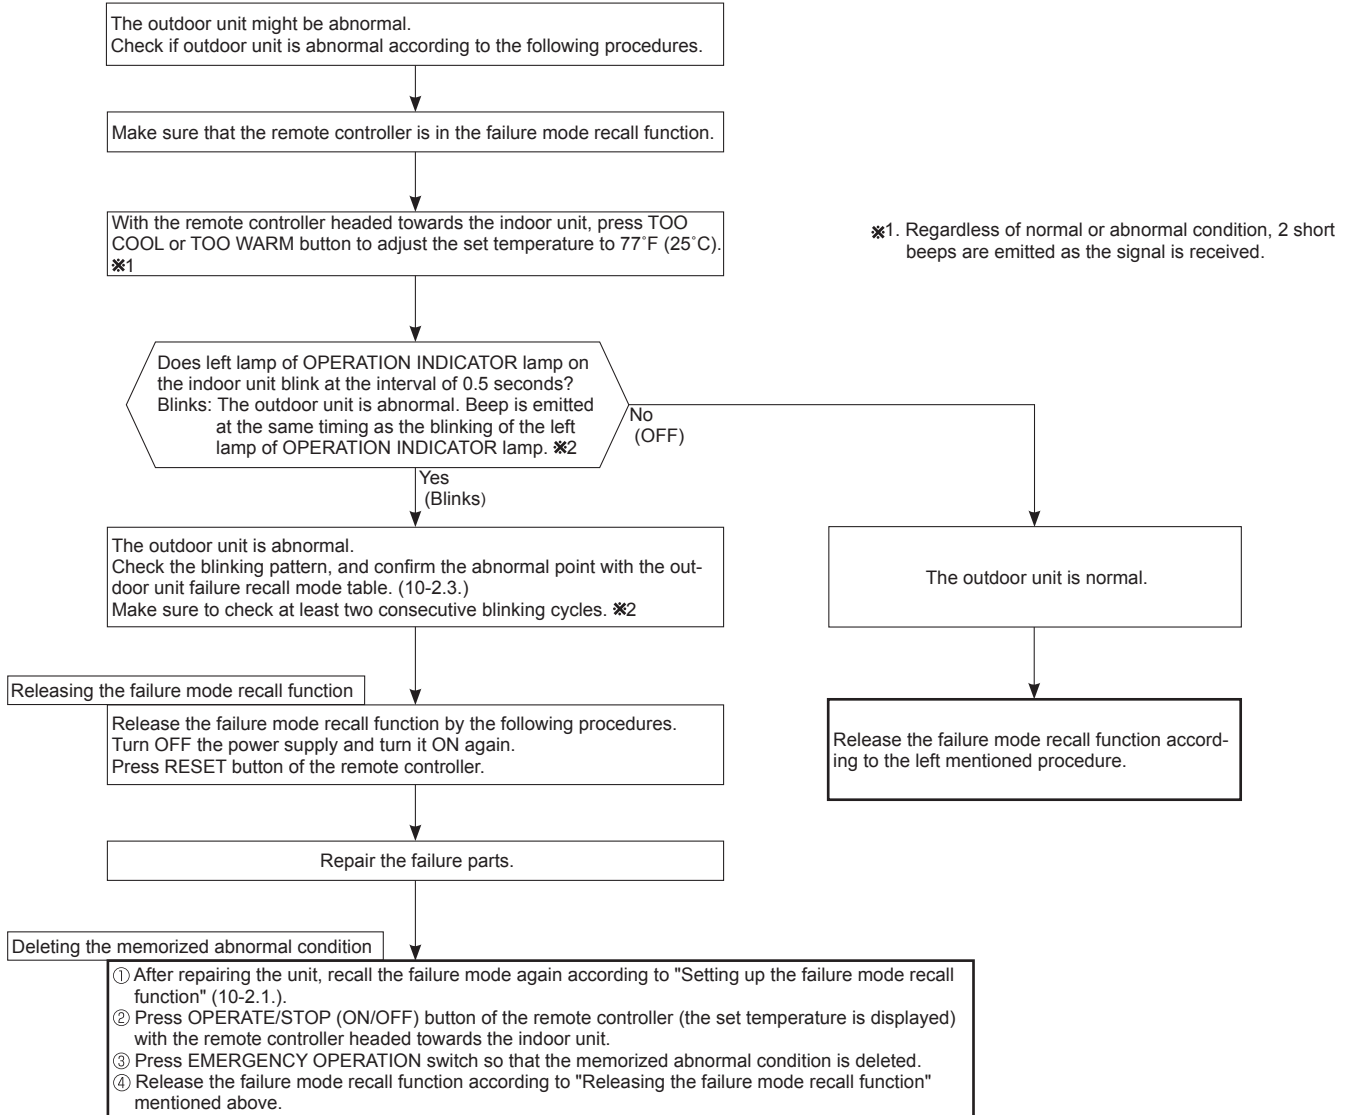 The outdoor unit might be abnormal.
Check if outdoor unit is abnormal according to the following procedures.
Make sure that the remote controller is in the failure mode recall function.
With the remote controller headed towards the indoor unit, press TOO
COOL or TOO WARM button to adjust the set temperature to 77˚F (25˚C).
※1
※1. Regardless of normal or abnormal condition, 2 short
beeps are emitted as the signal is received.
Does left lamp of OPERATION INDICATOR lamp on
the indoor unit blink at the interval of 0.5 seconds?
Blinks: The outdoor unit is abnormal. Beep is emitted
at the same timing as the blinking of the left
lamp of OPERATION INDICATOR lamp. ※2
No
(OFF)
Yes
(Blinks)
The outdoor unit is abnormal.
Check the blinking pattern, and confirm the abnormal point with the out-
door unit failure recall mode table. (10-2.3.)
Make sure to check at least two consecutive blinking cycles. ※2
The outdoor unit is normal.
Releasing the failure mode recall function
Release the failure mode recall function by the following procedures.
Turn OFF the power supply and turn it ON again.
Press RESET button of the remote controller.
Release the failure mode recall function accord-
ing to the left mentioned procedure.
Repair the failure parts.
Deleting the memorized abnormal condition
① After repairing the unit, recall the failure mode again according to "Setting up the failure mode recall
function" (10-2.1.).
② Press OPERATE/STOP (ON/OFF) button of the remote controller (the set temperature is displayed)
with the remote controller headed towards the indoor unit.
③ Press EMERGENCY OPERATION switch so that the memorized abnormal condition is deleted.
④ Release the failure mode recall function according to "Releasing the failure mode recall function"
mentioned above.